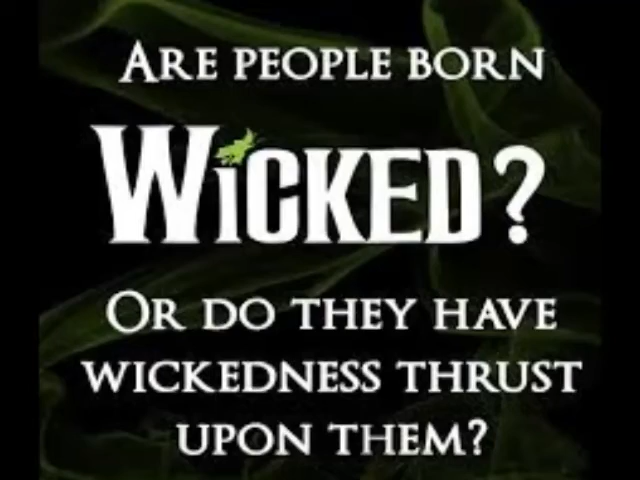 ARE PEOPLE BORN
WiCKED?
OR DO THEY HAVE
WICKEDNESS THRUST
UPON THEM?